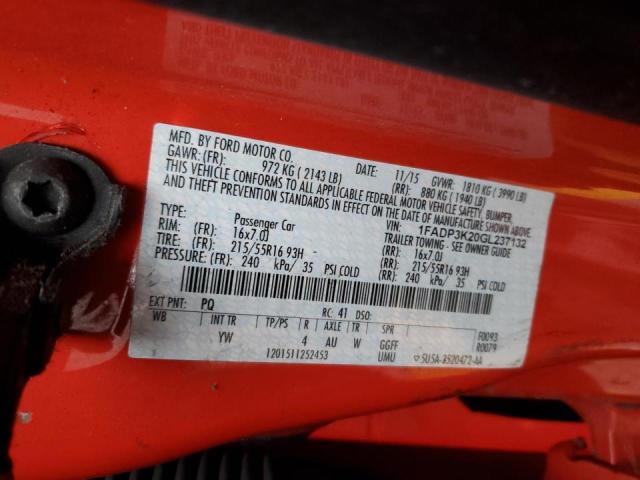 MFD. BY FORD MOTOR CO.
DATE: 11/15 GVWR: 1810 KG ( 3990 LB)
GAWR: (FR): 972 KG ( 2143 LB) (RR): 880 KG ( 1940 LB)
THIS VEHICLE CONFORMS TO ALL APPLICABLE FEDERAL MOTOR VEHICLE SAFETY, BUMPER,
AND THEFT PREVENTION STANDARDS IN EFFECT ON THE DATE OF MANUFACTURE SHOWN ABOVE.
VIN: 1FADP3K20GL237132
TYPE: Passenger Car TRAILER TOWING - SEE OWNER GUIDE
RIM: (FR): 16x7.0J (RR): 16x7.0J
TIRE: (FR): 215/55R16 93H - (RR): 215/55R16 93H -
PRESSURE: (FR): 240 kPa/ 35 PSI COLD (RR): 240 kPa/ 35 PSI COLD
EXT PNT: PQ RC: 41 DSO:
WB INT TR TP/PS R AXLE TR SPR F0093
YW 4 AU W GGFF R0079
1201511252453 UMU 5U5A-3520472-AA